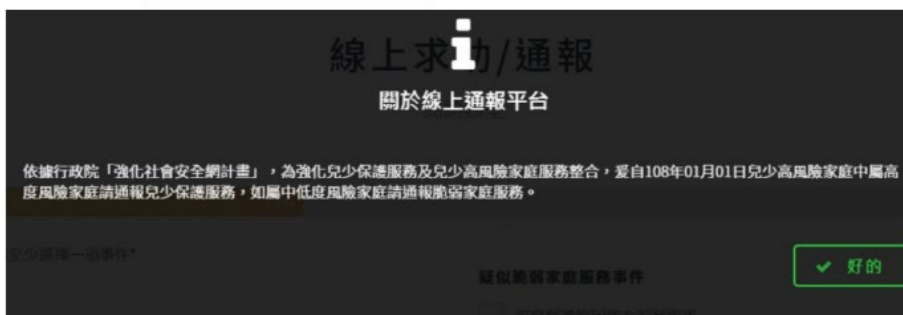 線上求助/通報
關於線上通報平台
依據行政院「強化社會安全網計畫」，為強化兒少保護服務及兒少高風險家庭服務整合，爰自108年01月01日兒少高風險家庭中屬高
度風險家庭請通報兒少保護服務，如屬中低度風險家庭請通報脆弱家庭服務。
疑似脆弱家庭服務事件
好的